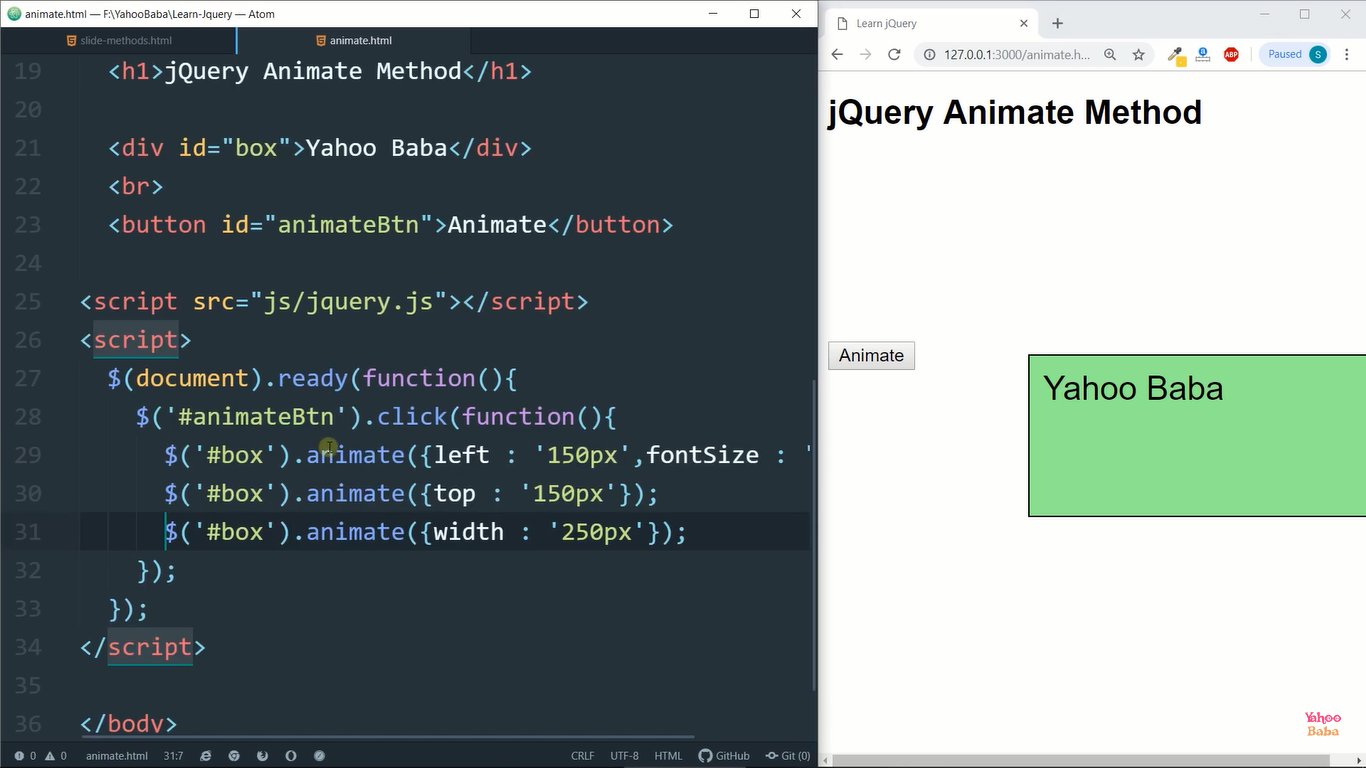 animate.html — F:\YahooBaba\Learn-Jquery — Atom
slide-methods.html
animate.html
19 <h1>jQuery Animate Method</h1>
20
21 <div id="box">Yahoo Baba</div>
22 <br>
23 <button id="animateBtn">Animate</button>
24
25 <script src="js/jquery.js"></script>
26 <script>
27 $(document).ready(function(){
28 $('#animateBtn').click(function(){
29 $('#box').animate({left : '150px',fontSize : '
30 $('#box').animate({top : '150px'});
31 $('#box').animate({width : '250px'});
32 });
33 });
34 </script>
35
36 </body>
0 0 animate.html 31:7 CRLF UTF-8 HTML GitHub Git (0)
Learn jQuery
127.0.0.1:3000/animate.h... ABP Paused S
jQuery Animate Method
Animate
Yahoo Baba
Yahoo
Baba